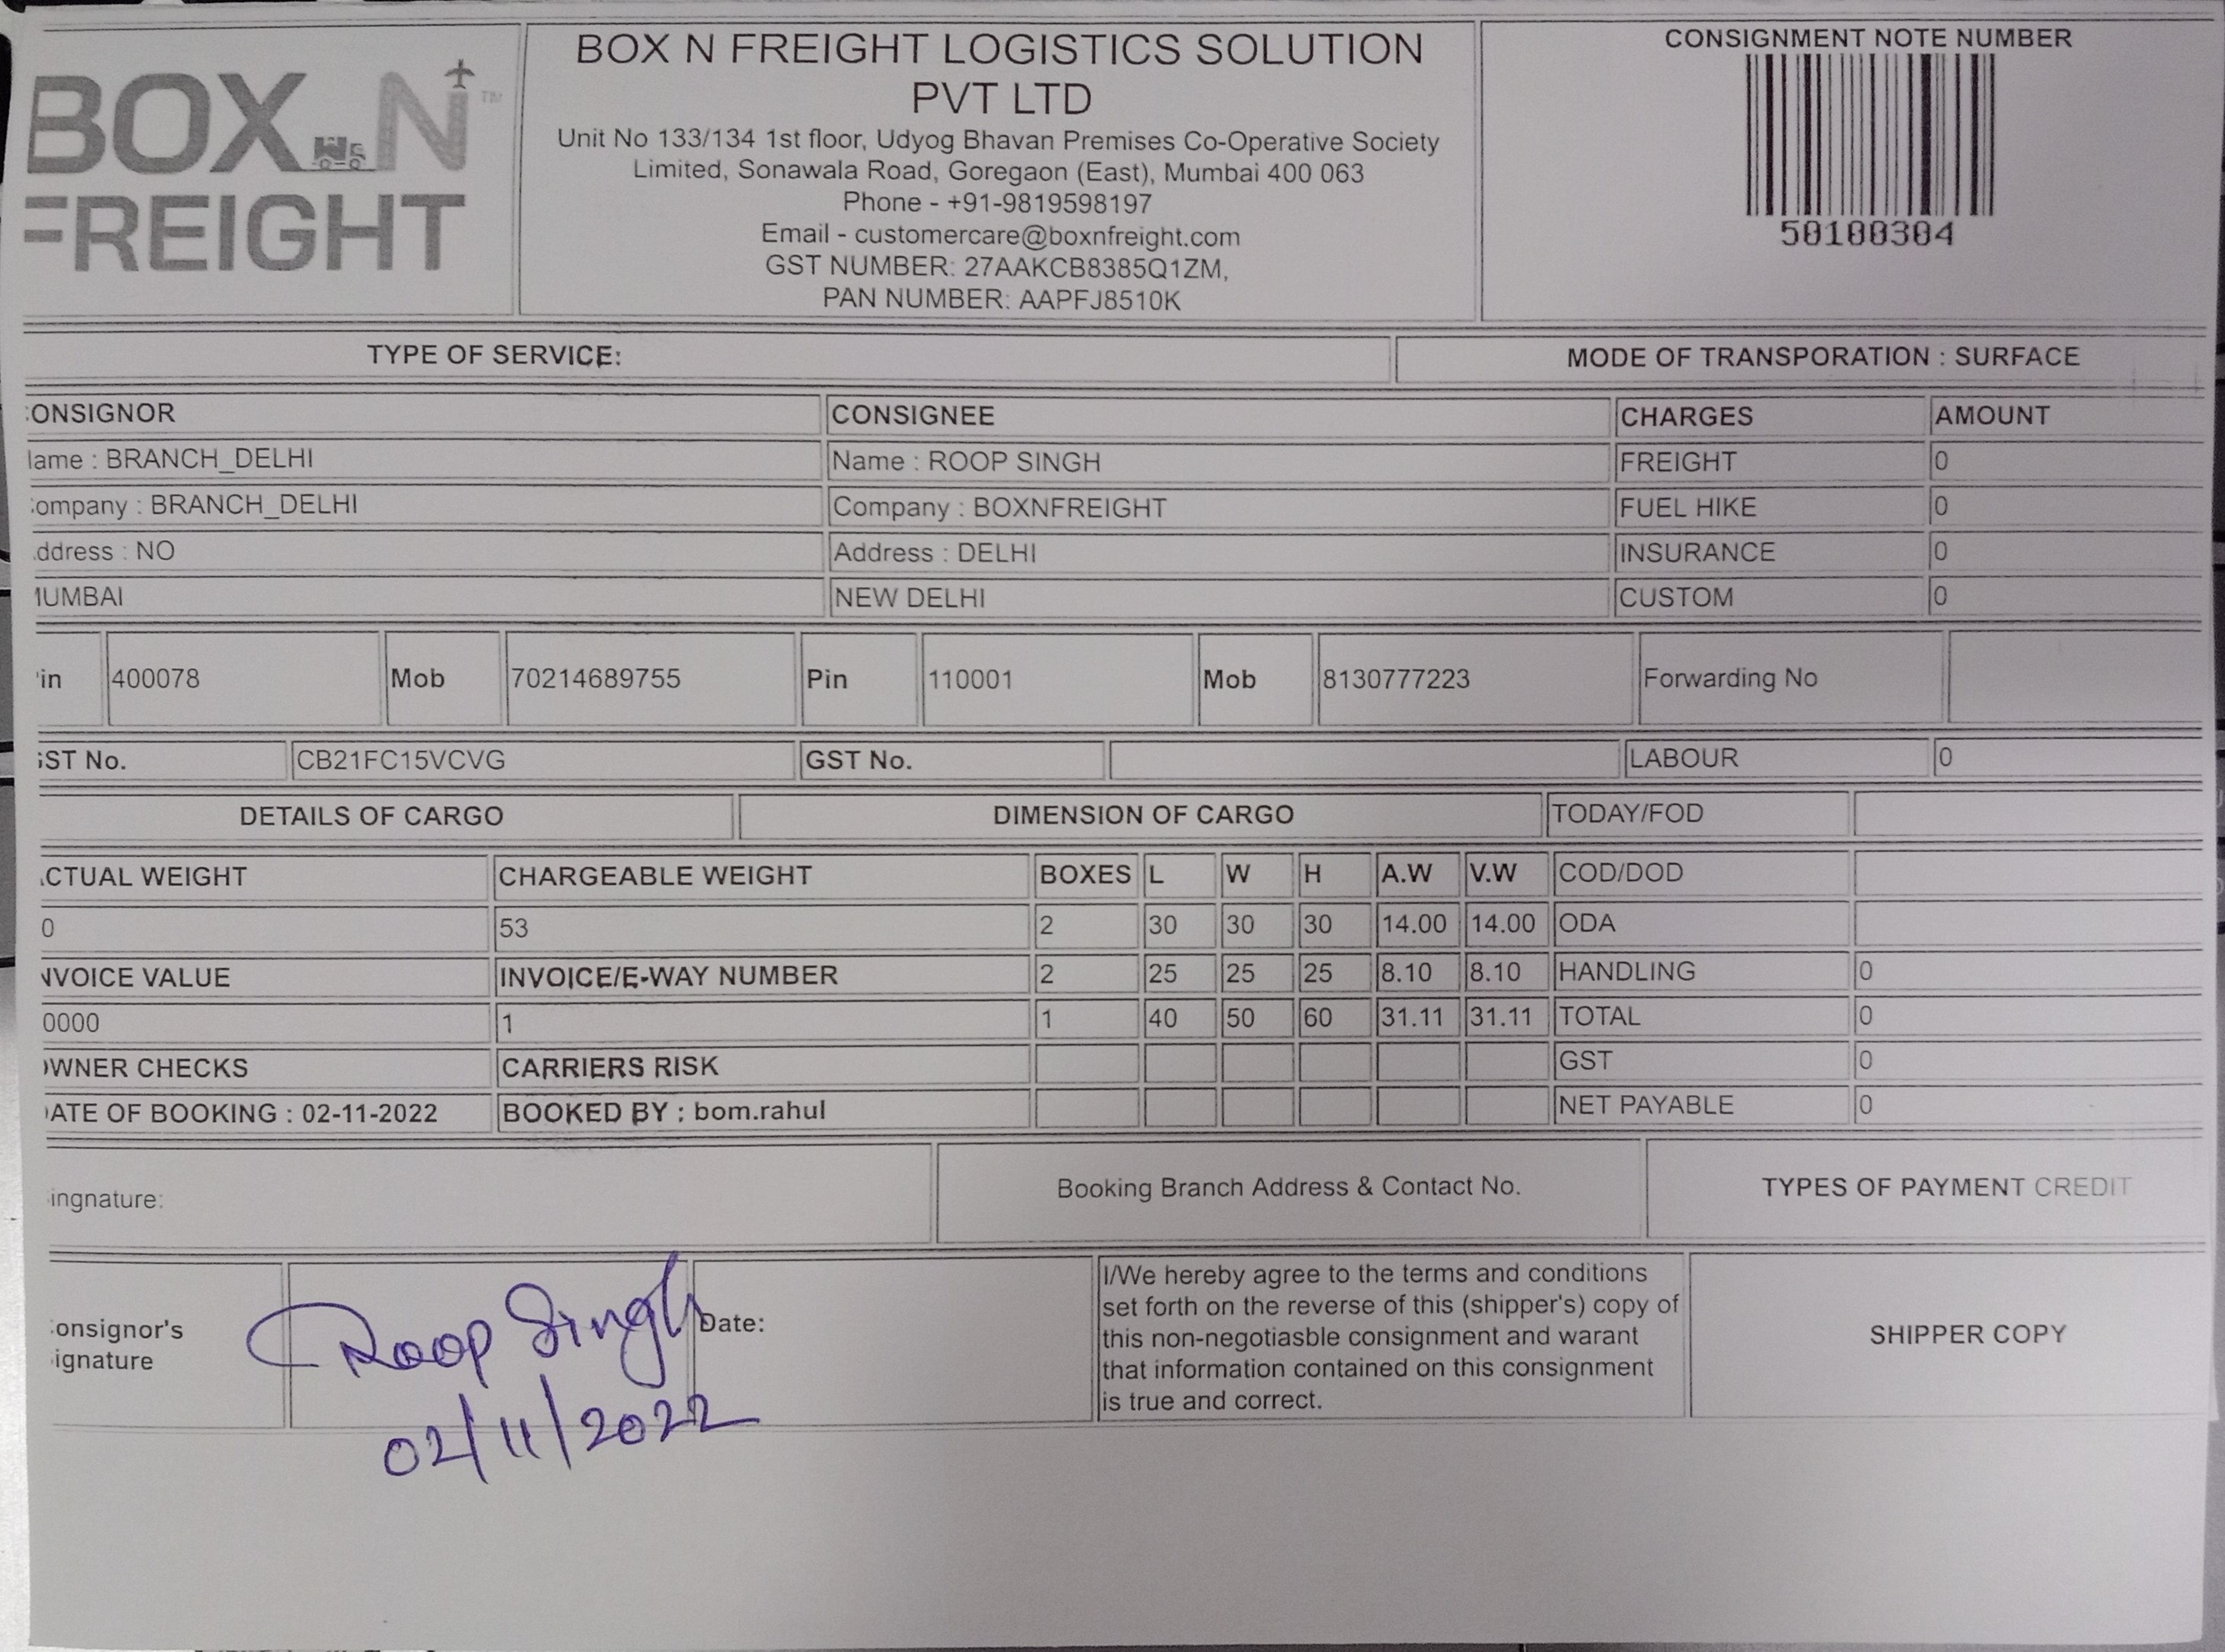 BOX N FREIGHT
TM
BOX N FREIGHT LOGISTICS SOLUTION
PVT LTD
Unit No 133/134 1st floor, Udyog Bhavan Premises Co-Operative Society
Limited, Sonawala Road, Goregaon (East), Mumbai 400 063
Phone - +91-9819598197
Email - customercare@boxnfreight.com
GST NUMBER: 27AAKCB8385Q1ZM,
PAN NUMBER: AAPFJ8510K
CONSIGNMENT NOTE NUMBER
50100304
TYPE OF SERVICE: MODE OF TRANSPORATION : SURFACE
ONSIGNOR CONSIGNEE CHARGES AMOUNT
ame : BRANCH_DELHI Name : ROOP SINGH FREIGHT 0
ompany : BRANCH_DELHI Company : BOXNFREIGHT FUEL HIKE 0
ddress : NO Address : DELHI INSURANCE 0
UMBAI NEW DELHI CUSTOM 0
in 400078 Mob 70214689755 Pin 110001 Mob 8130777223 Forwarding No
ST No. CB21FC15VCVG GST No. LABOUR 0
DETAILS OF CARGO DIMENSION OF CARGO TODAY/FOD
CTUAL WEIGHT CHARGEABLE WEIGHT BOXES L W H A.W V.W COD/DOD
0 53 2 30 30 30 14.00 14.00 ODA
NVOICE VALUE INVOICE/E-WAY NUMBER 2 25 25 25 8.10 8.10 HANDLING 0
0000 1 1 40 50 60 31.11 31.11 TOTAL 0
WNER CHECKS CARRIERS RISK GST 0
ATE OF BOOKING : 02-11-2022 BOOKED BY : bom.rahul NET PAYABLE 0
ingnature: Booking Branch Address & Contact No. TYPES OF PAYMENT CREDIT
onsignor's
ignature
Roop Singh
02/11/2022
Date:
I/We hereby agree to the terms and conditions
set forth on the reverse of this (shipper's) copy of
this non-negotiasble consignment and warant
that information contained on this consignment
is true and correct.
SHIPPER COPY